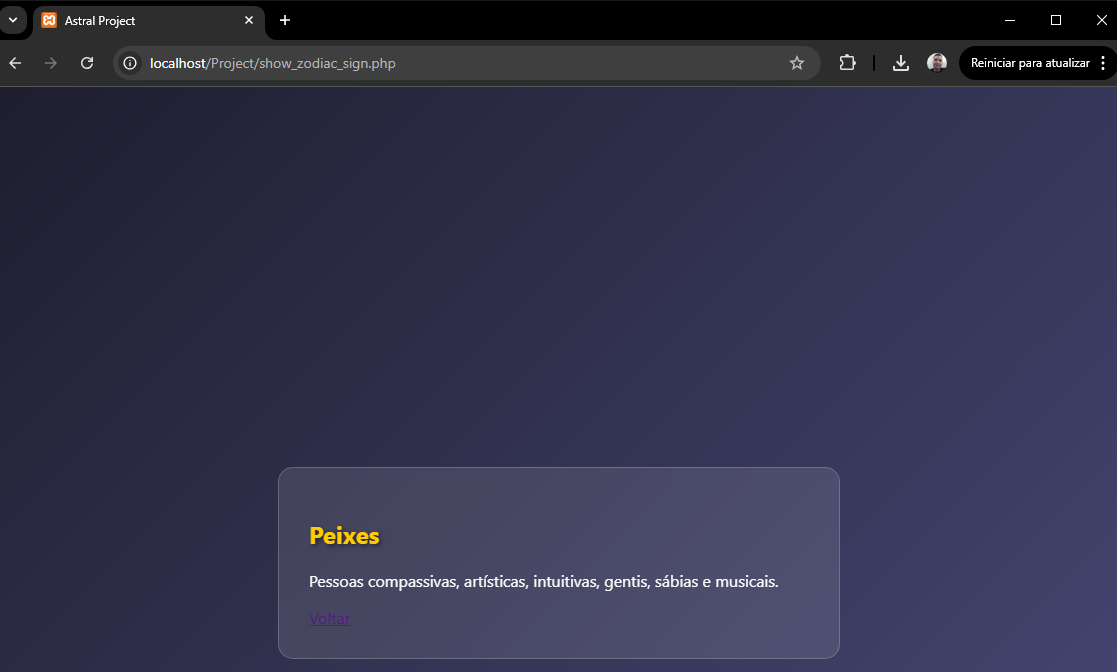 Astral Project
localhost/Project/show_zodiac_sign.php
Reiniciar para atualizar
Peixes
Pessoas compassivas, artísticas, intuitivas, gentis, sábias e musicais.
Voltar